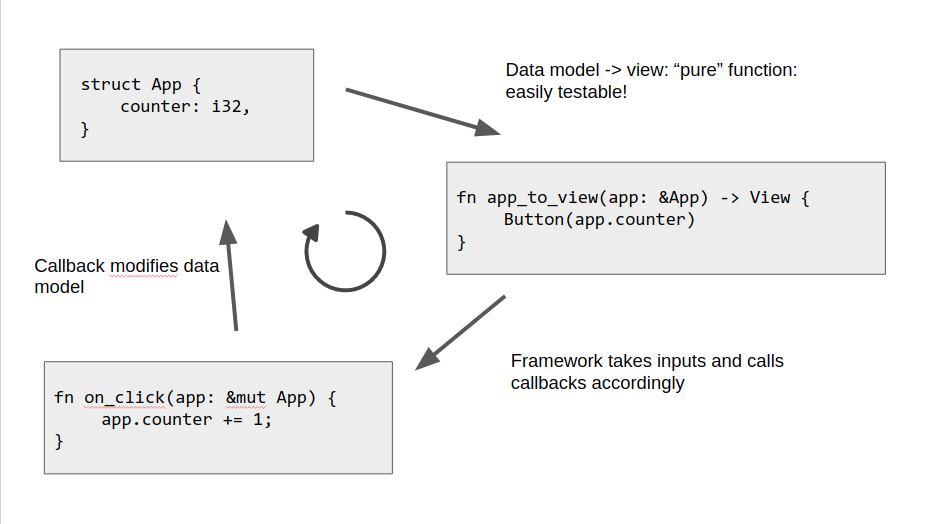 struct App {
    counter: i32,
}
Data model -> view: “pure” function:
easily testable!
fn app_to_view(app: &App) -> View {
    Button(app.counter)
}
Framework takes inputs and calls
callbacks accordingly
fn on_click(app: &mut App) {
    app.counter += 1;
}
Callback modifies data
model